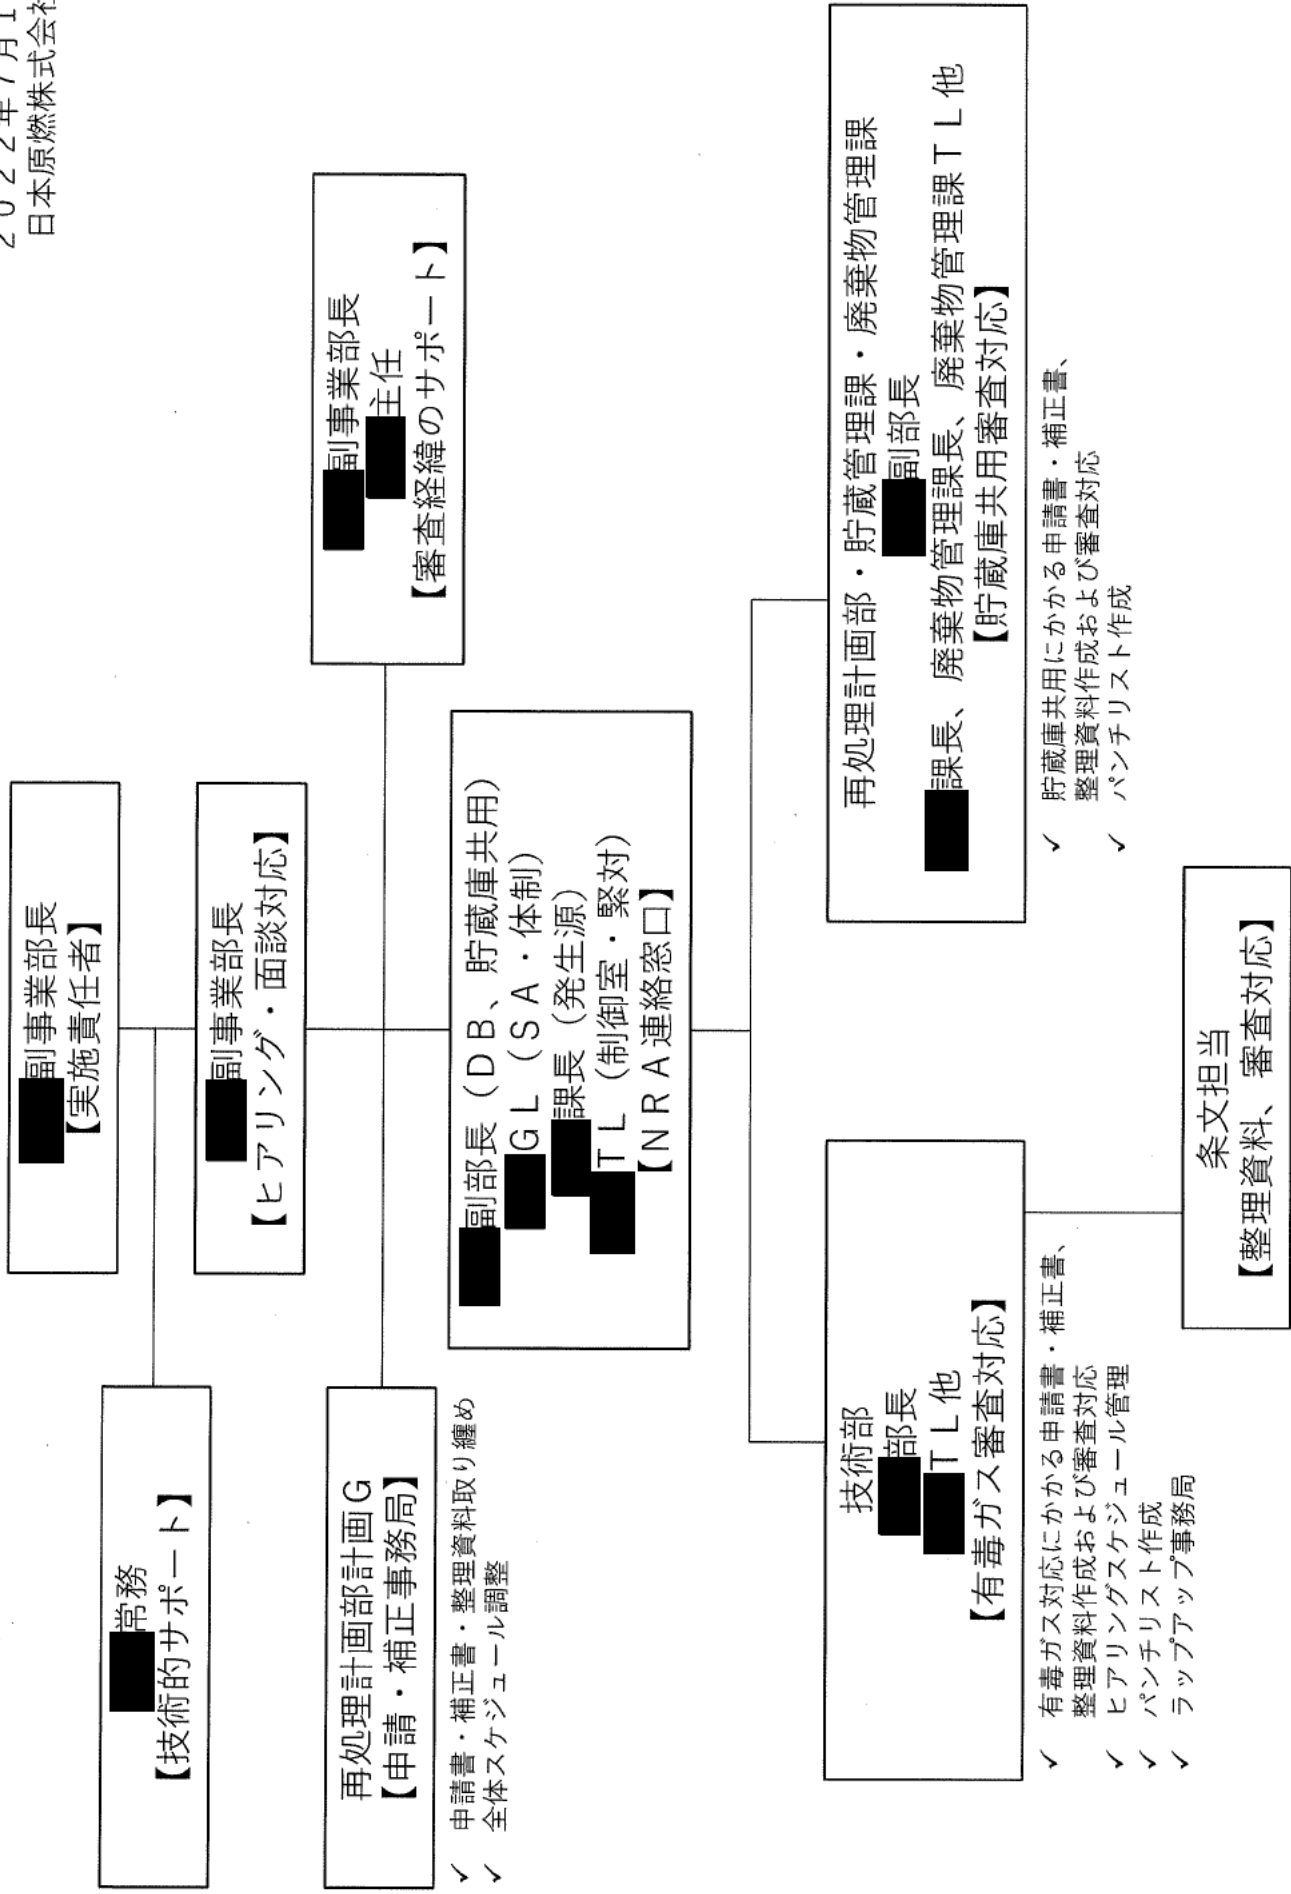 ２０２２年７月１
日本原燃株式会社
副事業部長
【実施責任者】
常務
【技術的サポート】
副事業部長
【ヒアリング・面談対応】
副事業部長
主任
【審査経緯のサポート】
再処理計画部計画Ｇ
【申請・補正事務局】
✓ 申請書・補正書・整理資料取り纏め
✓ 全体スケジュール調整
副部長（ＤＢ、貯蔵庫共用）
ＧＬ（ＳＡ・体制）
課長（発生源）
ＴＬ（制御室・緊対）
【ＮＲＡ連絡窓口】
技術部
部長
ＴＬ他
【有毒ガス審査対応】
✓ 有毒ガス対応にかかる申請書・補正書、
整理資料作成および審査対応
✓ ヒアリングスケジュール管理
✓ パンチリスト作成
✓ ラップアップ事務局
再処理計画部・貯蔵管理課・廃棄物管理課
副部長
課長、廃棄物管理課長、廃棄物管理課ＴＬ他
【貯蔵庫共用審査対応】
✓ 貯蔵庫共用にかかる申請書・補正書、
整理資料作成および審査対応
✓ パンチリスト作成
条文担当
【整理資料、審査対応】